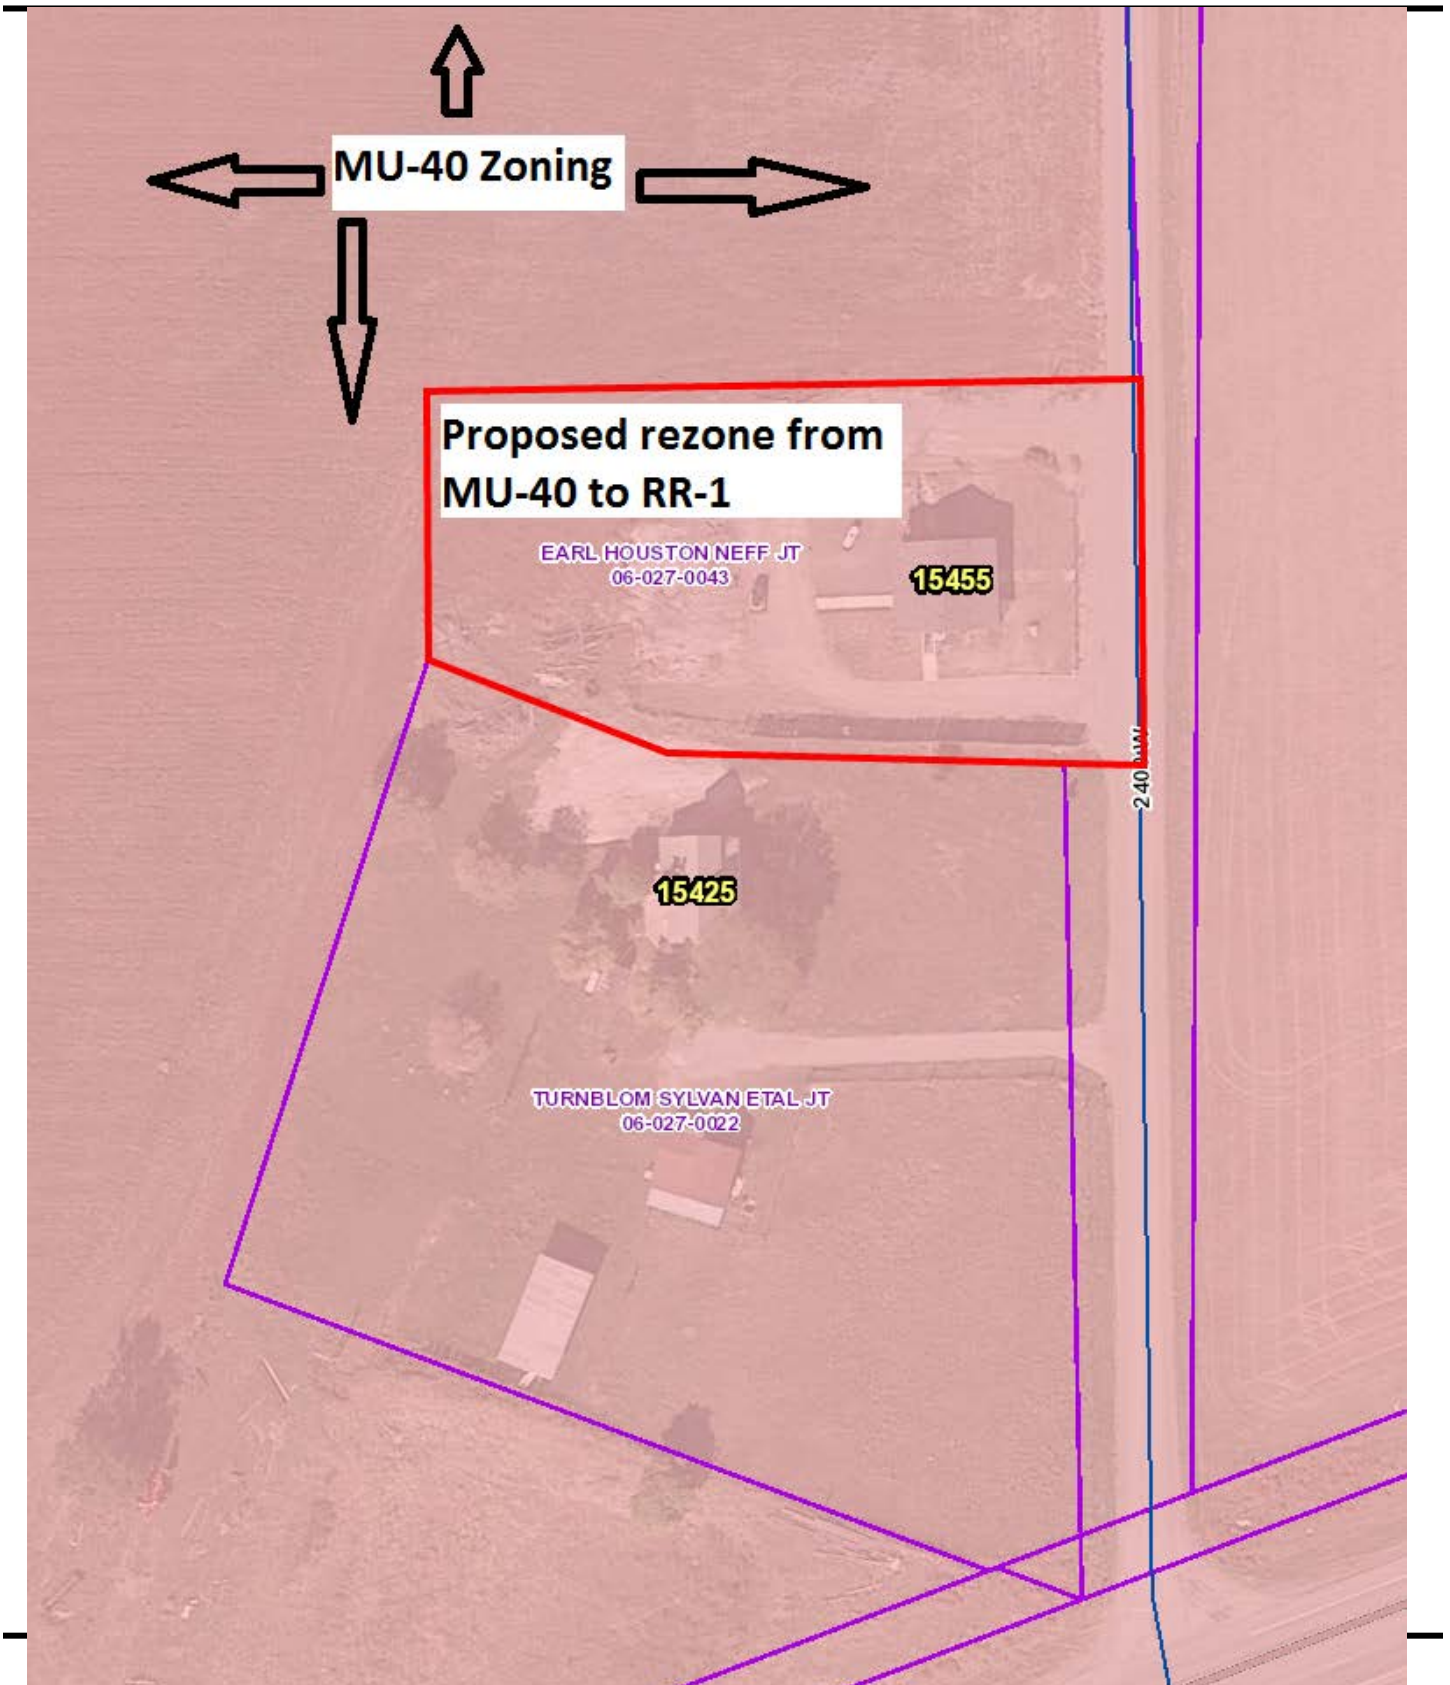 MU-40 Zoning
Proposed rezone from
MU-40 to RR-1
EARL HOUSTON NEFF JT
06-027-0043
15455
15425
TURNBLOM SYLVAN ETAL JT
06-027-0022